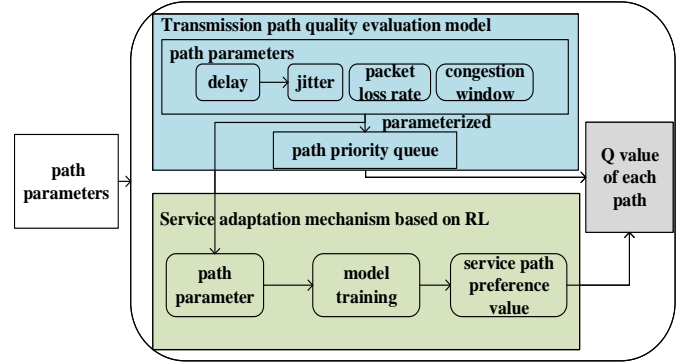 Transmission path quality evaluation model
path parameters
delay
jitter
packet
loss rate
congestion
window
parameterized
path priority queue
path
parameters
Q value
of each
path
Service adaptation mechanism based on RL
path
parameter
model
training
service path
preference
value